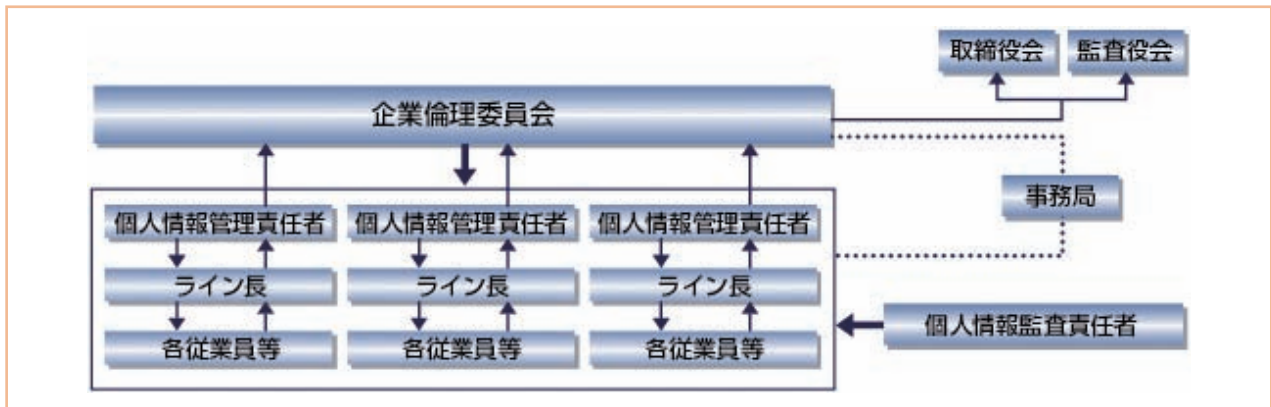 取締役会
監査役会
企業倫理委員会
事務局
個人情報管理責任者
個人情報管理責任者
個人情報管理責任者
ライン長
ライン長
ライン長
個人情報監査責任者
各従業員等
各従業員等
各従業員等